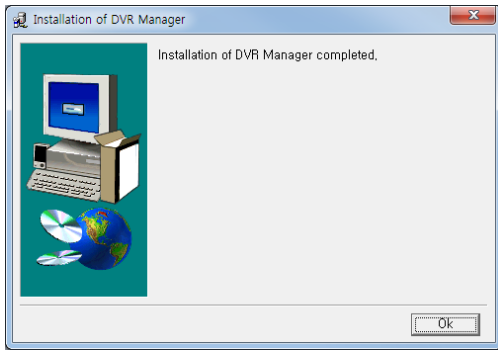 Installation of DVR Manager
Installation of DVR Manager completed,
Ok